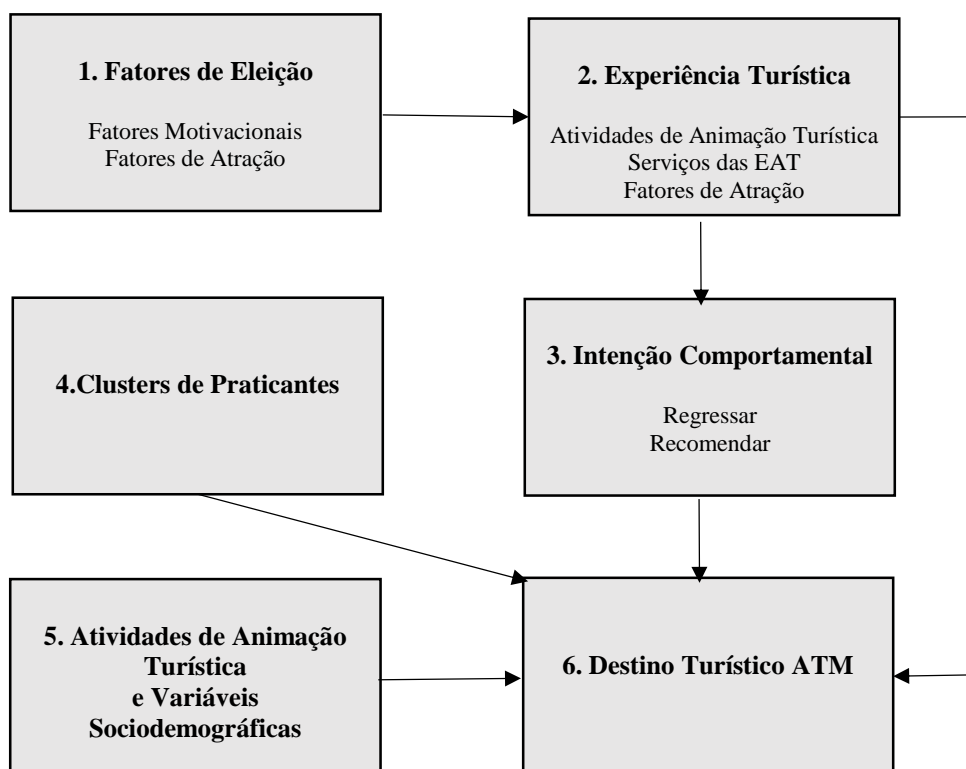 1. Fatores de Eleição
Fatores Motivacionais
Fatores de Atração
2. Experiência Turística
Atividades de Animação Turística
Serviços das EAT
Fatores de Atração
3. Intenção Comportamental
Regressar
Recomendar
4.Clusters de Praticantes
5. Atividades de Animação
Turística
e Variáveis
Sociodemográficas
6. Destino Turístico ATM